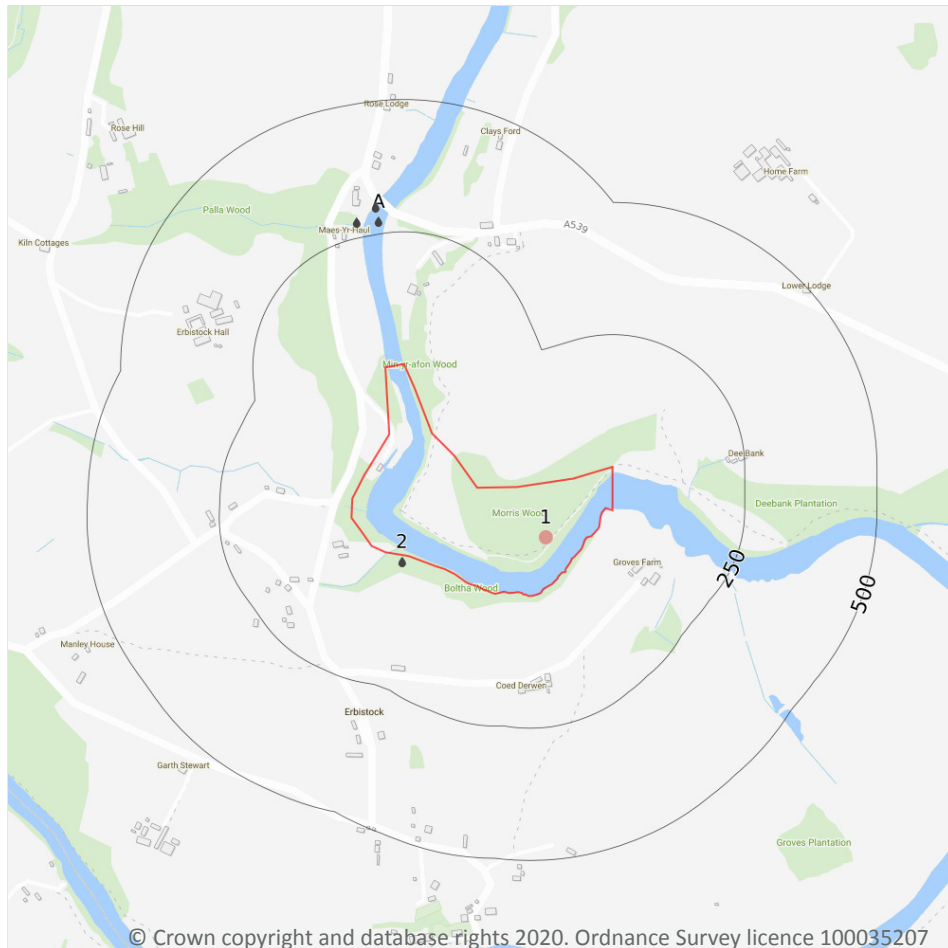 Rose Lodge
Rose Hill
Clays Ford
Home Farm
A
Palla Wood
Maes-Yr-Haul
A539
Kiln Cottages
Lower Lodge
Erbistock Hall
Min-yr-afon Wood
Dee Bank
Deebank Plantation
Morris Wood
1
2
Groves Farm
250
500
Boltha Wood
Manley House
Coed Derwen
Erbistock
Garth Stewart
Groves Plantation
© Crown copyright and database rights 2020. Ordnance Survey licence 100035207